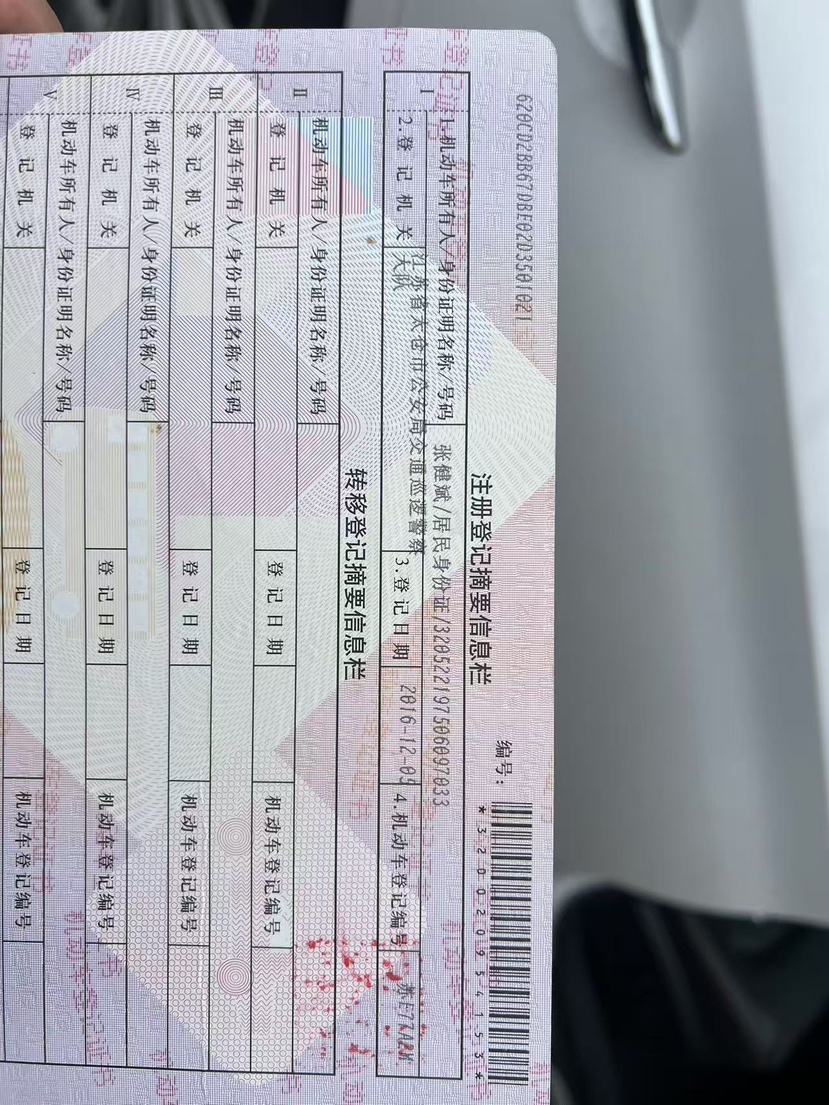 620CD2BB67DBE02D3501021
编号：
*320020954153*
注册登记摘要信息栏
Ⅰ
1.机动车所有人/身份证明名称/号码
张健斌/居民身份证/320522197506097033
2.登记机关
江苏省太仓市公安局交通巡逻警察
大队
3.登记日期
2016-12-05
4.机动车登记编号
转移登记摘要信息栏
Ⅱ
机动车所有人/身份证明名称/号码
登记机关
登记日期
机动车登记编号
Ⅲ
机动车所有人/身份证明名称/号码
登记机关
登记日期
机动车登记编号
Ⅳ
机动车所有人/身份证明名称/号码
登记机关
登记日期
机动车登记编号
Ⅴ
机动车所有人/身份证明名称/号码
登记机关
登记日期
机动车登记编号